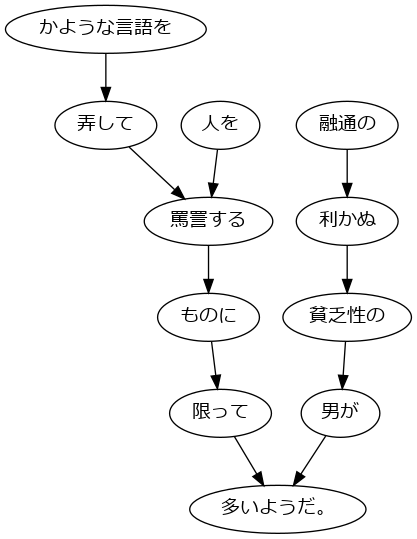 かような言語を
弄して
人を
融通の
罵詈する
利かぬ
ものに
貧乏性の
限って
男が
多いようだ。